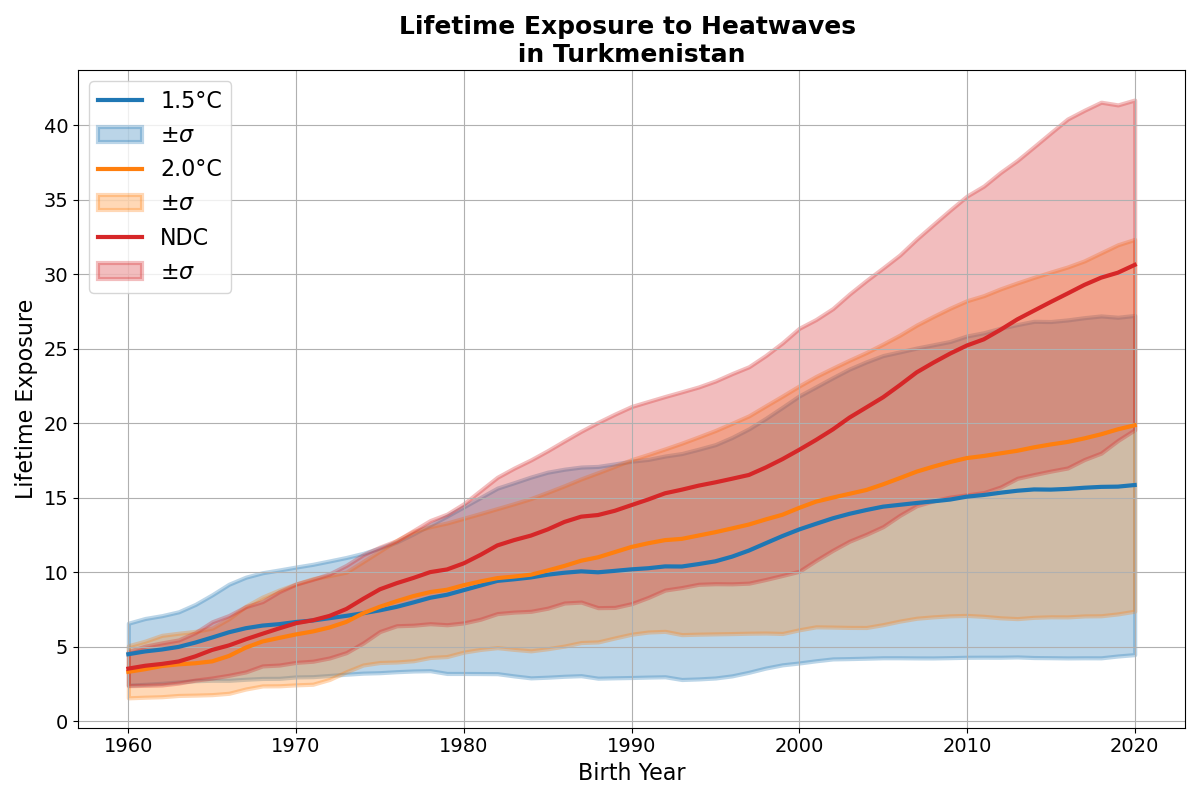 Lifetime Exposure to Heatwaves
in Turkmenistan
1.5°C
±σ
2.0°C
±σ
NDC
±σ
Lifetime Exposure
40
35
30
25
20
15
10
5
0
1960 1970 1980 1990 2000 2010 2020
Birth Year